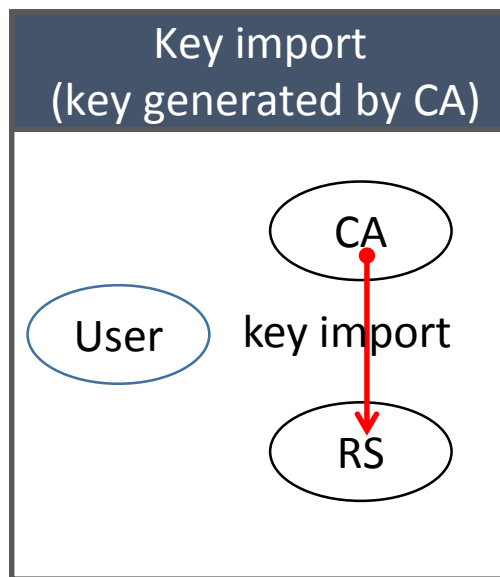 Key import
(key generated by CA)
CA
User
key import
RS